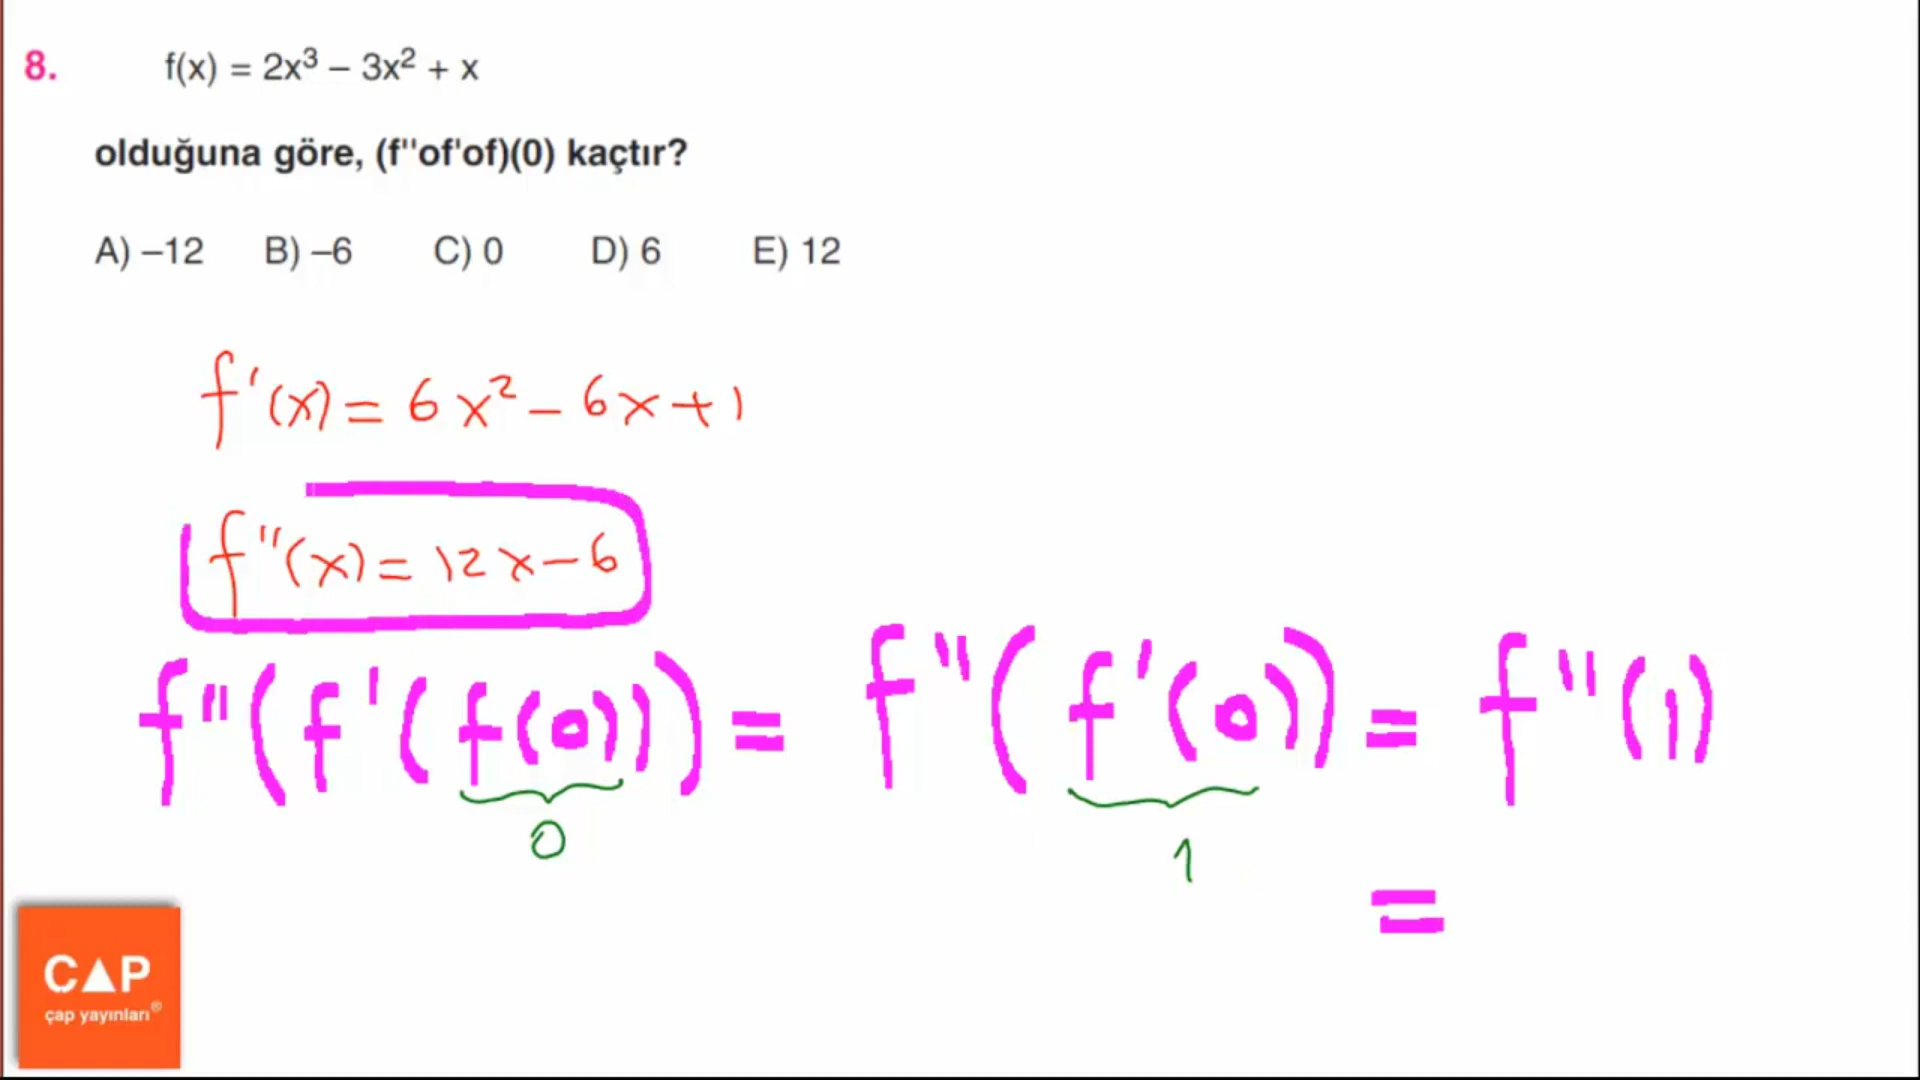 8. f(x) = 2x³ – 3x² + x
olduğuna göre, (f''of'of)(0) kaçtır?
A) –12 B) –6 C) 0 D) 6 E) 12
f'(x) = 6x² – 6x + 1
f''(x) = 12x – 6
f''(f'(f(0))) = f''(f'(0)) = f''(1)
0 1
=
CAP
çap yayınları®